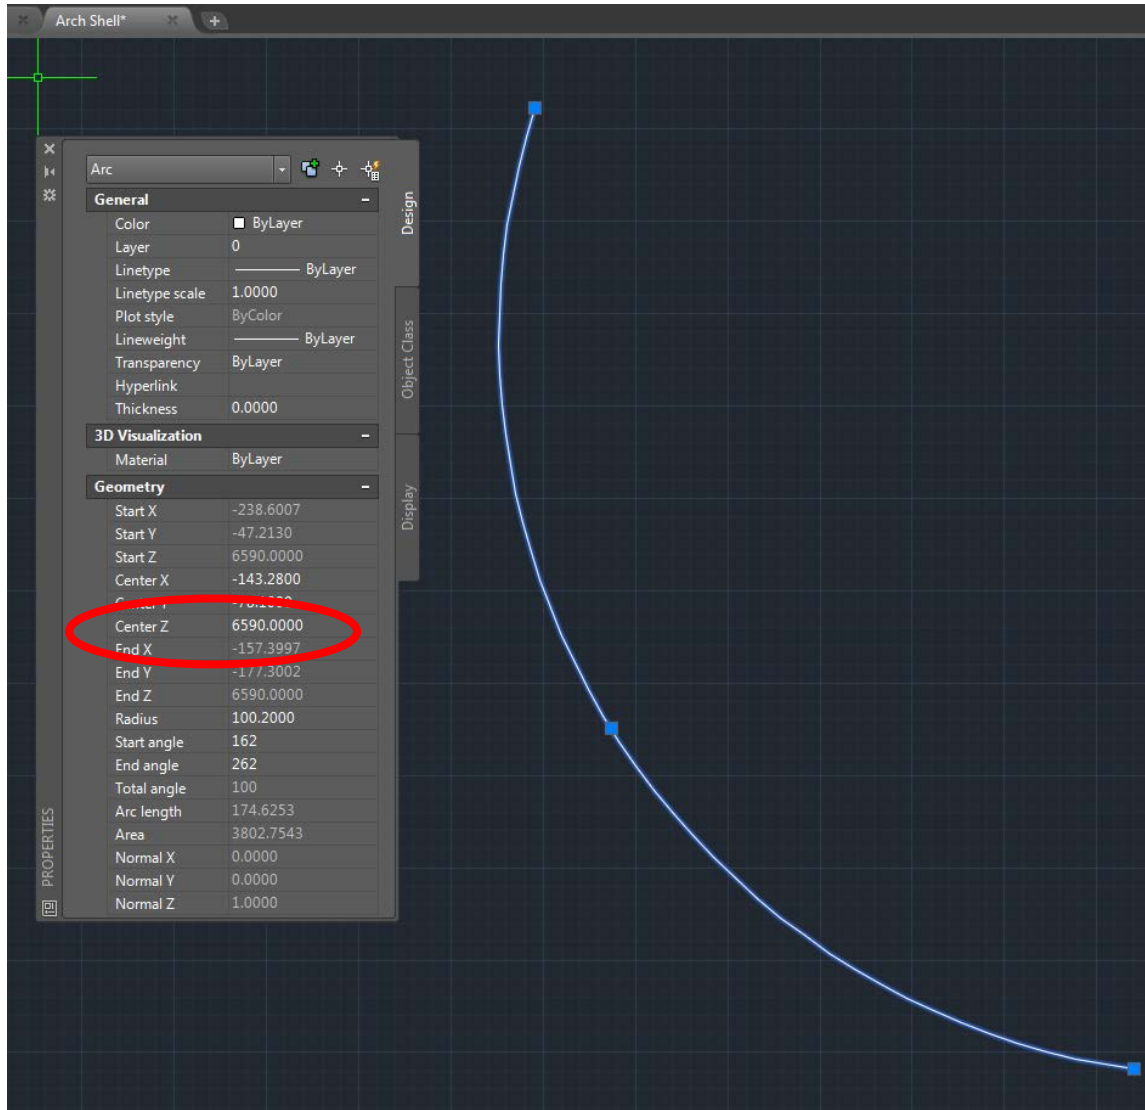 Arch Shell*
Arc
General
Color ByLayer
Layer 0
Linetype ByLayer
Linetype scale 1.0000
Plot style ByColor
Lineweight ByLayer
Transparency ByLayer
Hyperlink
Thickness 0.0000
3D Visualization
Material ByLayer
Geometry
Start X -238.6007
Start Y -47.2130
Start Z 6590.0000
Center X -143.2800
Center Y
Center Z 6590.0000
End X -157.3997
End Y -177.3002
End Z 6590.0000
Radius 100.2000
Start angle 162
End angle 262
Total angle 100
Arc length 174.6253
Area 3802.7543
Normal X 0.0000
Normal Y 0.0000
Normal Z 1.0000
Design
Object Class
Display
PROPERTIES